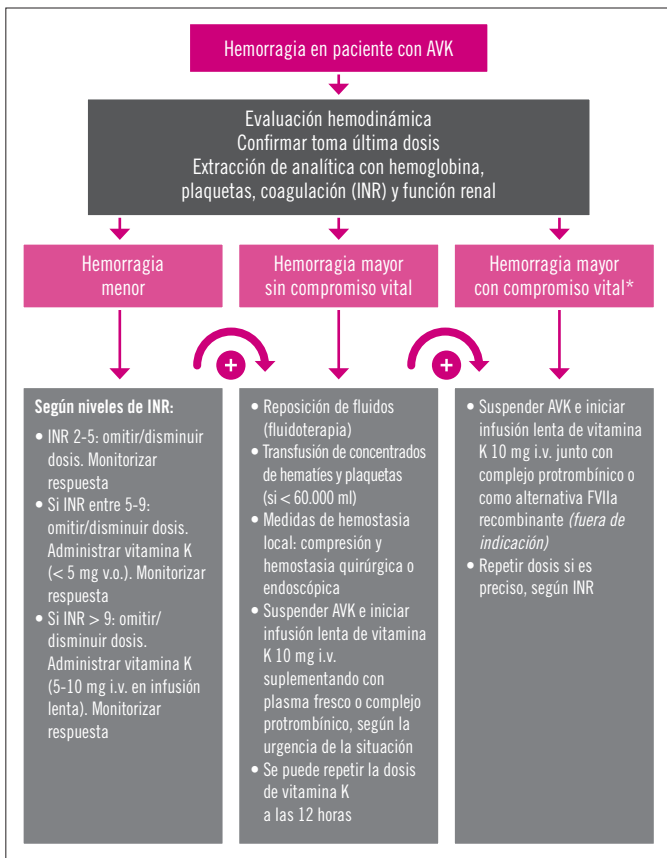 Hemorragia en paciente con AVK
Evaluación hemodinámica
Confirmar toma última dosis
Extracción de analítica con hemoglobina,
plaquetas, coagulación (INR) y función renal
Hemorragia
menor
Hemorragia mayor
sin compromiso vital
Hemorragia mayor
con compromiso vital*
+
+
Según niveles de INR:
• INR 2-5: omitir/disminuir
dosis. Monitorizar
respuesta
• Si INR entre 5-9:
omitir/disminuir dosis.
Administrar vitamina K
(< 5 mg v.o.). Monitorizar
respuesta
• Si INR > 9: omitir/
disminuir dosis.
Administrar vitamina K
(5-10 mg i.v. en infusión
lenta). Monitorizar
respuesta
• Reposición de fluidos
(fluidoterapia)
• Transfusión de concentrados
de hematíes y plaquetas
(si < 60.000 ml)
• Medidas de hemostasia
local: compresión y
hemostasia quirúrgica o
endoscópica
• Suspender AVK e iniciar
infusión lenta de vitamina
K 10 mg i.v.
suplementando con
plasma fresco o complejo
protrombínico, según la
urgencia de la situación
• Se puede repetir la dosis
de vitamina K
a las 12 horas
• Suspender AVK e iniciar
infusión lenta de vitamina
K 10 mg i.v. junto con
complejo protrombínico o
como alternativa FVIIa
recombinante (fuera de
indicación)
• Repetir dosis si es
preciso, según INR